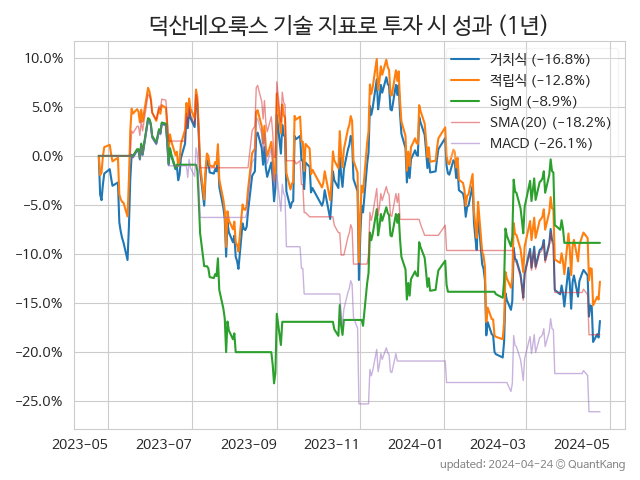 덕산네오룩스 기술 지표로 투자 시 성과 (1년)
10.0%
5.0%
0.0%
−5.0%
−10.0%
−15.0%
−20.0%
−25.0%
거치식 (−16.8%)
적립식 (−12.8%)
SigM (−8.9%)
SMA(20) (−18.2%)
MACD (−26.1%)
2023-05 2023-07 2023-09 2023-11 2024-01 2024-03 2024-05
updated: 2024-04-24 © QuantKang